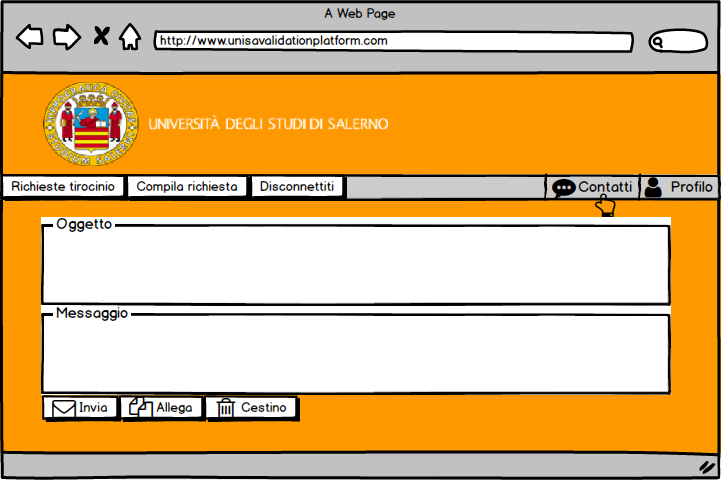 A Web Page
http://www.unisavalidationplatform.com
UNIVERSITÀ DEGLI STUDI DI SALERNO
Richieste tirocinio
Compila richiesta
Disconnettiti
Contatti
Profilo
Oggetto
Messaggio
Invia
Allega
Cestino